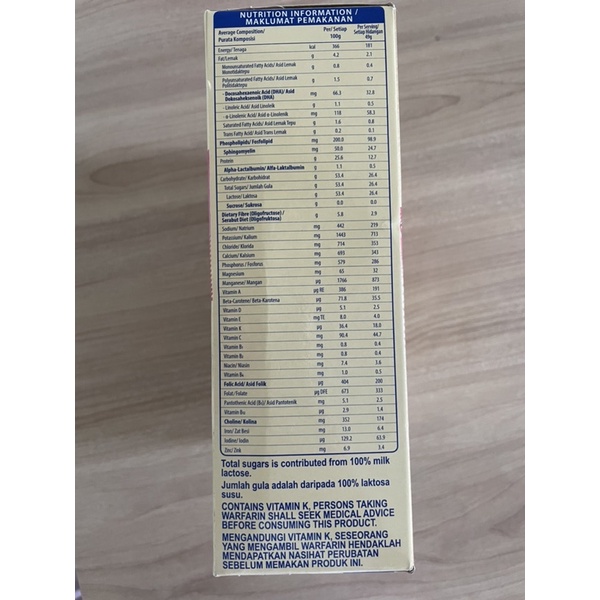 NUTRITION INFORMATION /
MAKLUMAT PEMAKANAN
Average Composition/ Purata Komposisi Per/ Setiap 100g Per Serving/ Setiap Hidangan 49g
Energy/ Tenaga kcal 366 181
Fat/Lemak g 4.2 2.1
Monounsaturated Fatty Acids/ Asid Lemak Monotidaktepu g 0.8 0.4
Polyunsaturated Fatty Acids/ Asid Lemak Politidaktepu g 1.5 0.7
- Docosahexaenoic Acid (DHA)/ Asid Dokosaheksanoik (DHA) mg 66.3 32.8
- Linoleic Acid/ Asid Linoleik g 1.1 0.5
- α-Linolenic Acid/ Asid α-Linolenik mg 118 58.3
Saturated Fatty Acids/ Asid Lemak Tepu g 1.6 0.8
Trans Fatty Acid/ Asid Trans Lemak g 0.2 0.1
Phospholipids/ Fosfolipid mg 200.0 98.9
Sphingomyelin mg 50.0 24.7
Protein g 25.6 12.7
Alpha-Lactalbumin/ Alfa-Laktalbumin g 1.1 0.5
Carbohydrate/ Karbohidrat g 53.4 26.4
Total Sugars/ Jumlah Gula g 53.4 26.4
Lactose/ Laktosa g 53.4 26.4
Sucrose/ Sukrosa g 0.0 0.0
Dietary Fibre (Oligofructose)/ Serabut Diet (Oligofruktosa) g 5.8 2.9
Sodium/ Natrium mg 442 219
Potassium/ Kalium mg 1443 713
Chloride/ Klorida mg 714 353
Calcium/ Kalsium mg 693 343
Phosphorus / Fosforus mg 579 286
Magnesium mg 65 32
Manganese/ Mangan µg 1766 873
Vitamin A µg RE 386 191
Beta-Carotene/ Beta-Karotena µg 71.8 35.5
Vitamin D µg 5.1 2.5
Vitamin E mg TE 8.0 4.0
Vitamin K µg 36.4 18.0
Vitamin C mg 90.4 44.7
Vitamin B₁ mg 0.8 0.4
Vitamin B₂ mg 0.8 0.4
Niacin/ Niasin mg 7.4 3.6
Vitamin B₆ mg 1.0 0.5
Folic Acid/ Asid Folik µg 404 200
Folat/ Folate µg DFE 673 333
Pantothenic Acid (B₅)/ Asid Pantotenik mg 5.1 2.5
Vitamin B₁₂ µg 2.9 1.4
Choline/ Kolina mg 352 174
Iron/ Zat Besi mg 13.0 6.4
Iodine/ Iodin µg 129.2 63.9
Zinc/ Zink mg 6.9 3.4
Total sugars is contributed from 100% milk
lactose.
Jumlah gula adalah daripada 100% laktosa
susu.
CONTAINS VITAMIN K, PERSONS TAKING
WARFARIN SHALL SEEK MEDICAL ADVICE
BEFORE CONSUMING THIS PRODUCT.
MENGANDUNGI VITAMIN K, SESEORANG
YANG MENGAMBIL WARFARIN HENDAKLAH
MENDAPATKAN NASIHAT PERUBATAN
SEBELUM MEMAKAN PRODUK INI.